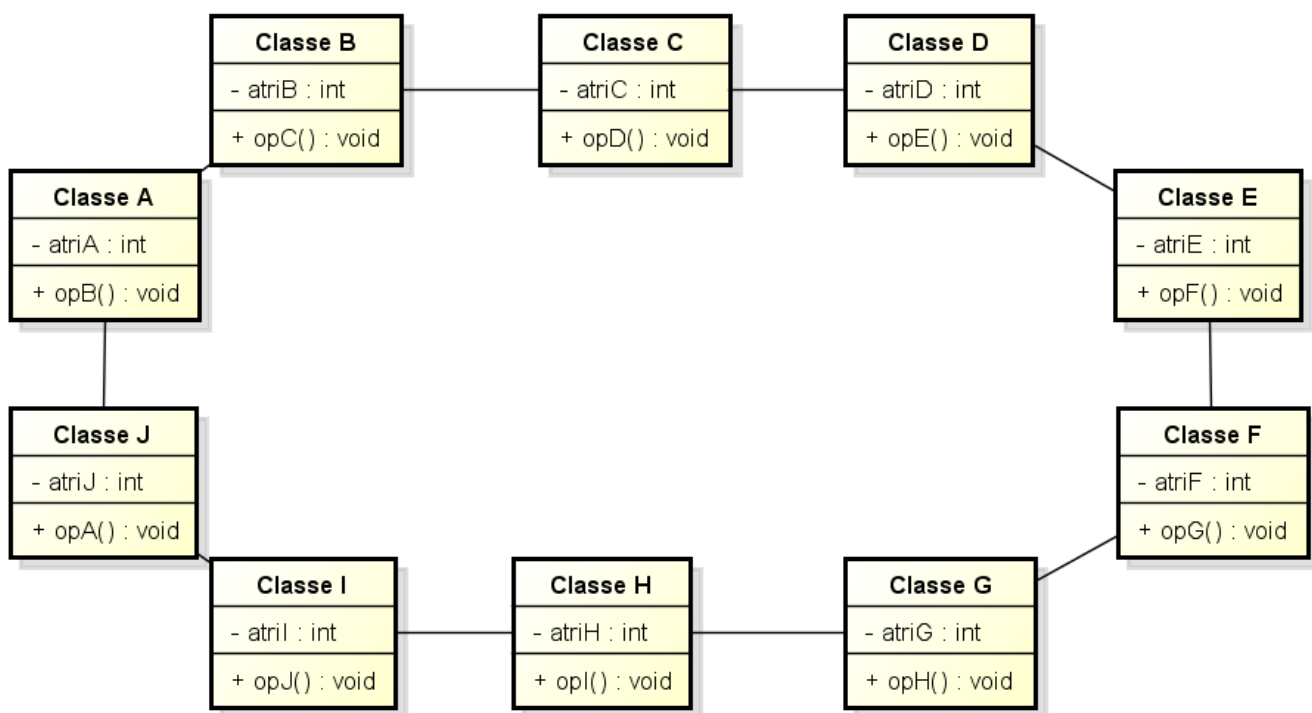 Classe B
- atriB : int
+ opC() : void
Classe C
- atriC : int
+ opD() : void
Classe D
- atriD : int
+ opE() : void
Classe A
- atriA : int
+ opB() : void
Classe E
- atriE : int
+ opF() : void
Classe J
- atriJ : int
+ opA() : void
Classe F
- atriF : int
+ opG() : void
Classe I
- atriI : int
+ opJ() : void
Classe H
- atriH : int
+ opI() : void
Classe G
- atriG : int
+ opH() : void